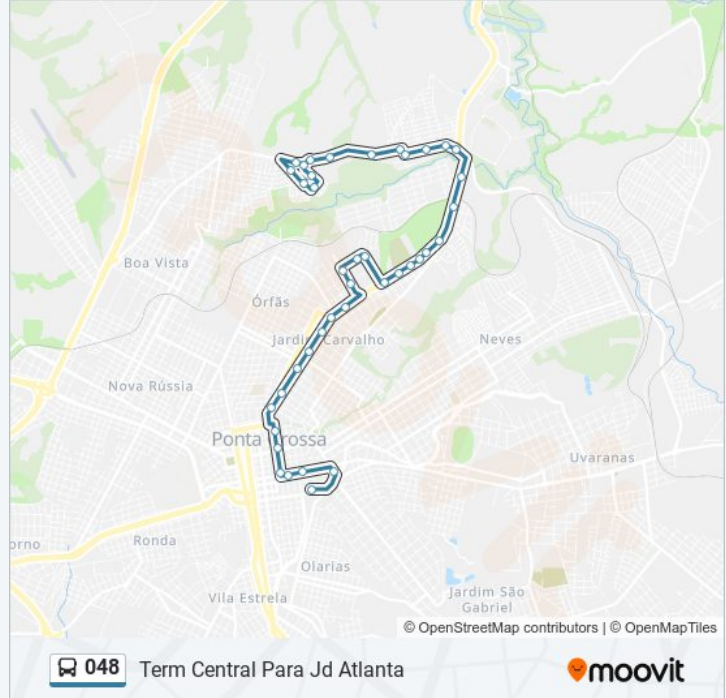 Boa Vista
Órfãs
Jardim Carvalho
Neves
Nova Rússia
Ponta Grossa
Uvaranas
orno
Ronda
Olarias
Vila Estrela
Jardim São
Gabriel
© OpenStreetMap contributors | © OpenMapTiles
048 Term Central Para Jd Atlanta
moovit